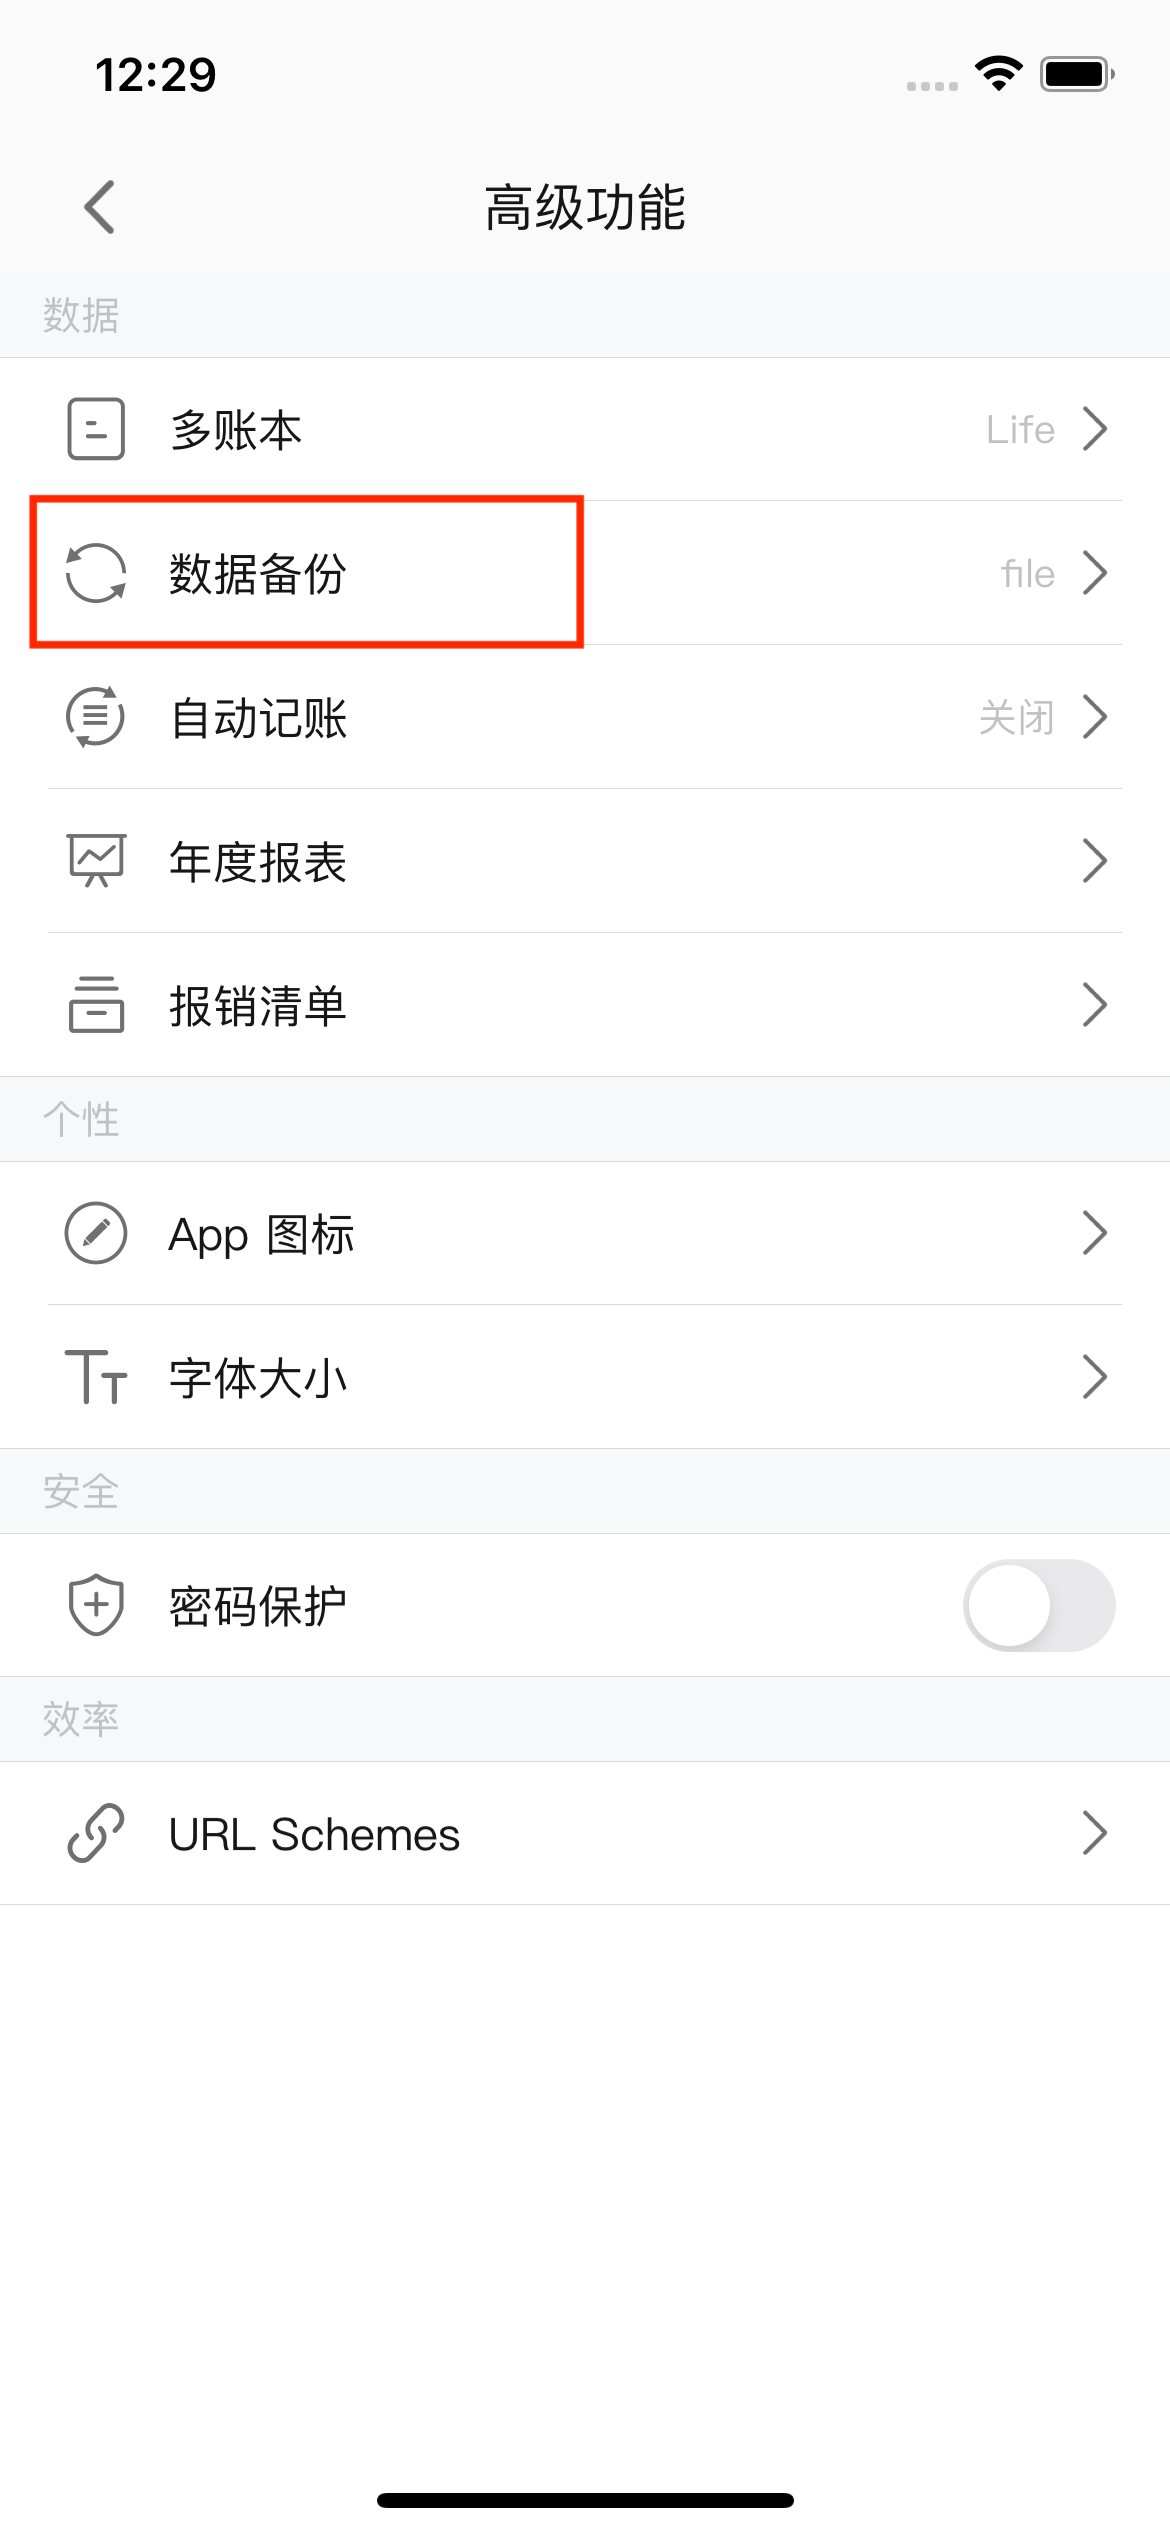 12:29
高级功能
数据
多账本 Life
数据备份 file
自动记账 关闭
年度报表
报销清单
个性
App 图标
字体大小
安全
密码保护
效率
URL Schemes